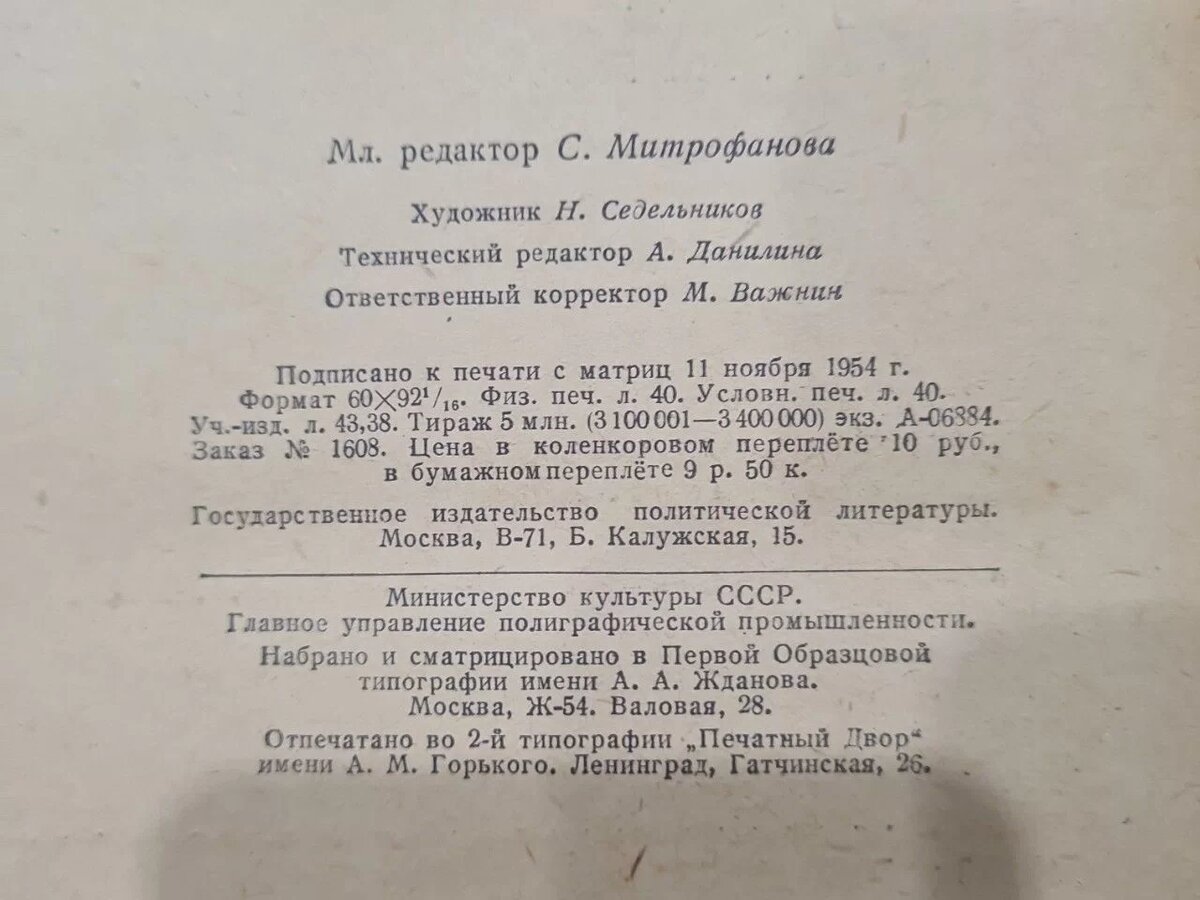 Мл. редактор С. Митрофанова
Художник Н. Седельников
Технический редактор А. Данилина
Ответственный корректор М. Важнин
Подписано к печати с матриц 11 ноября 1954 г.
Формат 60×92¹/₁₆. Физ. печ. л. 40. Условн. печ. л. 40.
Уч.-изд. л. 43,38. Тираж 5 млн. (3 100 001—3 400 000) экз. А-06884.
Заказ № 1608. Цена в коленкоровом переплёте 10 руб.,
в бумажном переплёте 9 р. 50 к.
Государственное издательство политической литературы.
Москва, В-71, Б. Калужская, 15.
Министерство культуры СССР.
Главное управление полиграфической промышленности.
Набрано и сматрицировано в Первой Образцовой
типографии имени А. А. Жданова.
Москва, Ж-54. Валовая, 28.
Отпечатано во 2-й типографии „Печатный Двор“
имени А. М. Горького. Ленинград, Гатчинская, 26.